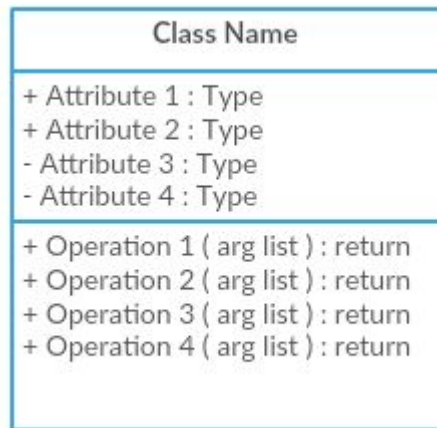 Class Name
+ Attribute 1 : Type
+ Attribute 2 : Type
- Attribute 3 : Type
- Attribute 4 : Type
+ Operation 1 ( arg list ) : return
+ Operation 2 ( arg list ) : return
+ Operation 3 ( arg list ) : return
+ Operation 4 ( arg list ) : return